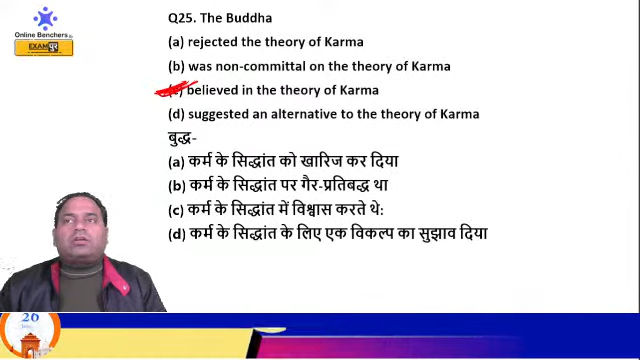 Online Benchers
EXAM पुर
Q25. The Buddha
(a) rejected the theory of Karma
(b) was non-committal on the theory of Karma
(c) believed in the theory of Karma
(d) suggested an alternative to the theory of Karma
बुद्ध-
(a) कर्म के सिद्धांत को खारिज कर दिया
(b) कर्म के सिद्धांत पर गैर-प्रतिबद्ध था
(c) कर्म के सिद्धांत में विश्वास करते थे:
(d) कर्म के सिद्धांत के लिए एक विकल्प का सुझाव दिया
26